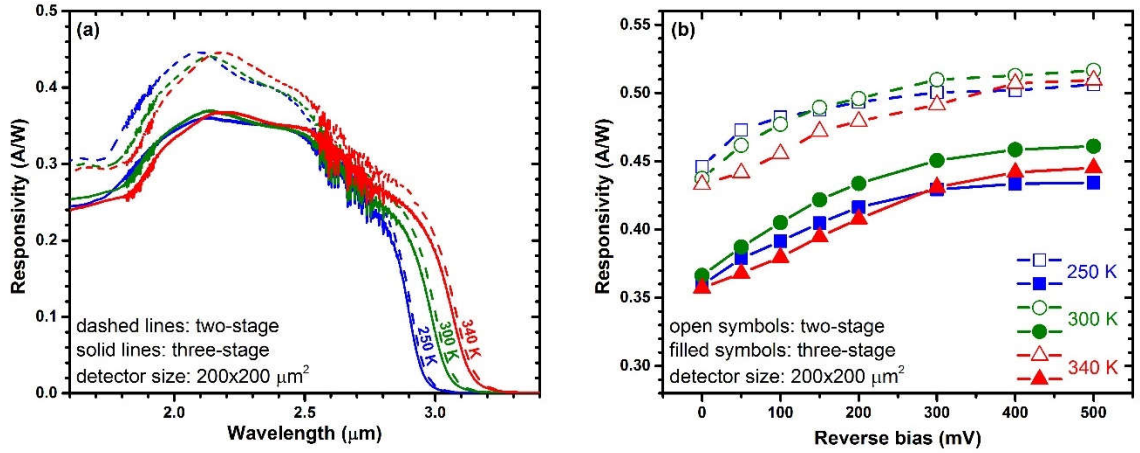 (a)
0.5
0.4
0.3
0.2
0.1
0.0
Responsivity (A/W)
dashed lines: two-stage
solid lines: three-stage
detector size: 200x200 μm²
250 K
300 K
340 K
2.0 2.5 3.0
Wavelength (μm)
(b)
0.55
0.50
0.45
0.40
0.35
0.30
Responsivity (A/W)
250 K
300 K
340 K
open symbols: two-stage
filled symbols: three-stage
detector size: 200x200 μm²
0 100 200 300 400 500
Reverse bias (mV)